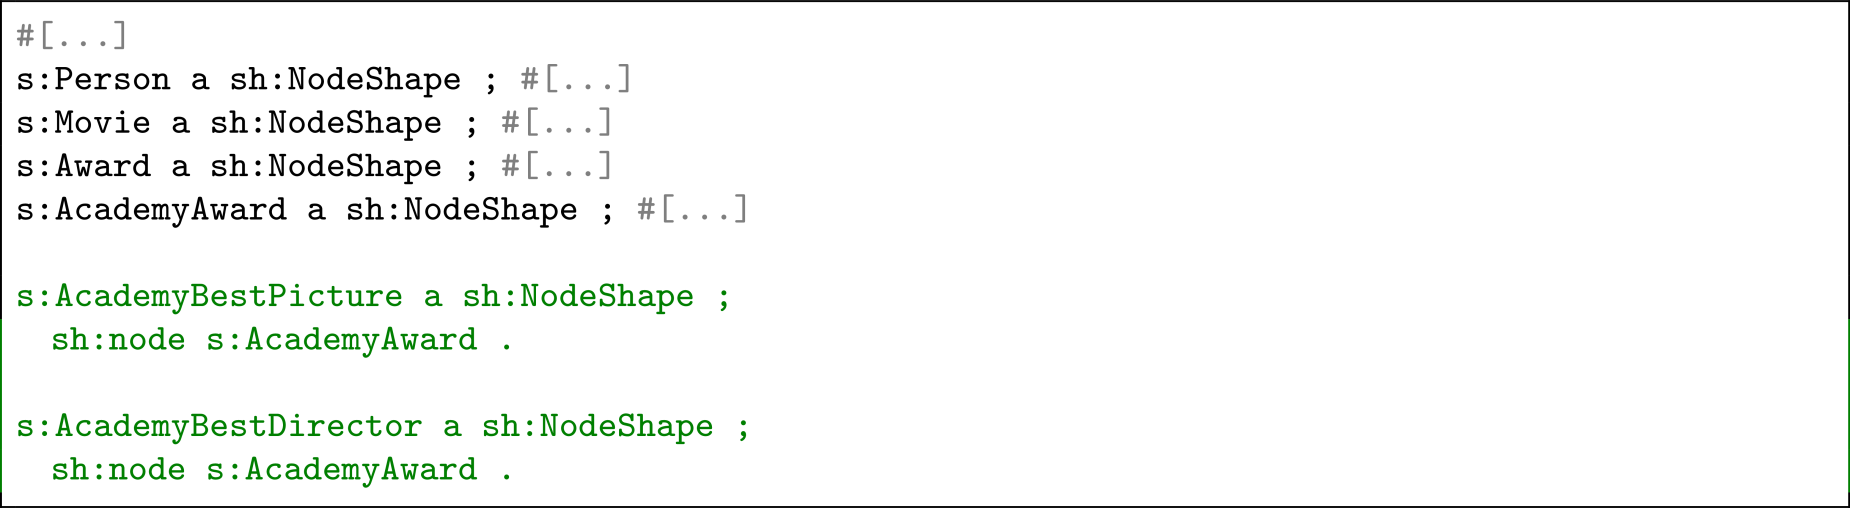 #[...]
s:Person a sh:NodeShape ; #[...]
s:Movie a sh:NodeShape ; #[...]
s:Award a sh:NodeShape ; #[...]
s:AcademyAward a sh:NodeShape ; #[...]
s:AcademyBestPicture a sh:NodeShape ;
sh:node s:AcademyAward .
s:AcademyBestDirector a sh:NodeShape ;
sh:node s:AcademyAward .